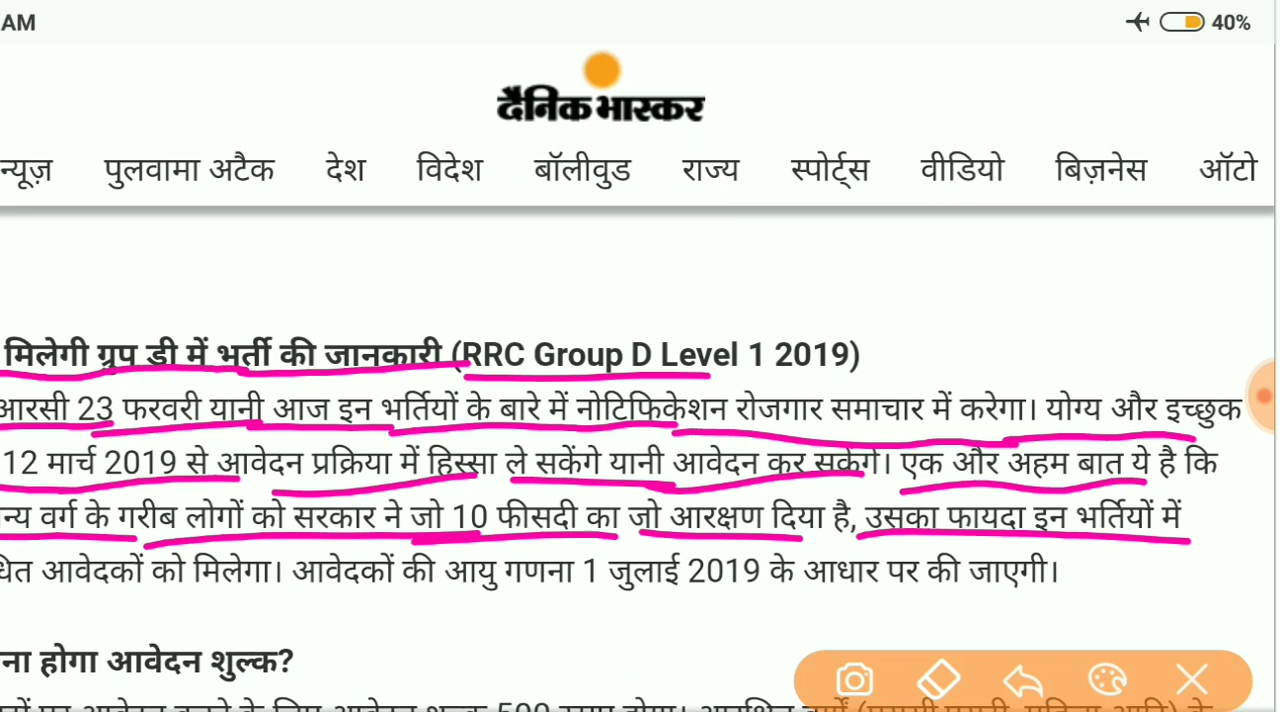 AM 40%
दैनिक भास्कर
न्यूज़ पुलवामा अटैक देश विदेश बॉलीवुड राज्य स्पोर्ट्स वीडियो बिज़नेस ऑटो
मिलेगी ग्रुप डी में भर्ती की जानकारी (RRC Group D Level 1 2019)
आरसी 23 फरवरी यानी आज इन भर्तियों के बारे में नोटिफिकेशन रोजगार समाचार में करेगा। योग्य और इच्छुक
12 मार्च 2019 से आवेदन प्रक्रिया में हिस्सा ले सकेंगे यानी आवेदन कर सकेंगे। एक और अहम बात ये है कि
न्य वर्ग के गरीब लोगों को सरकार ने जो 10 फीसदी का जो आरक्षण दिया है, उसका फायदा इन भर्तियों में
धित आवेदकों को मिलेगा। आवेदकों की आयु गणना 1 जुलाई 2019 के आधार पर की जाएगी।
ना होगा आवेदन शुल्क?